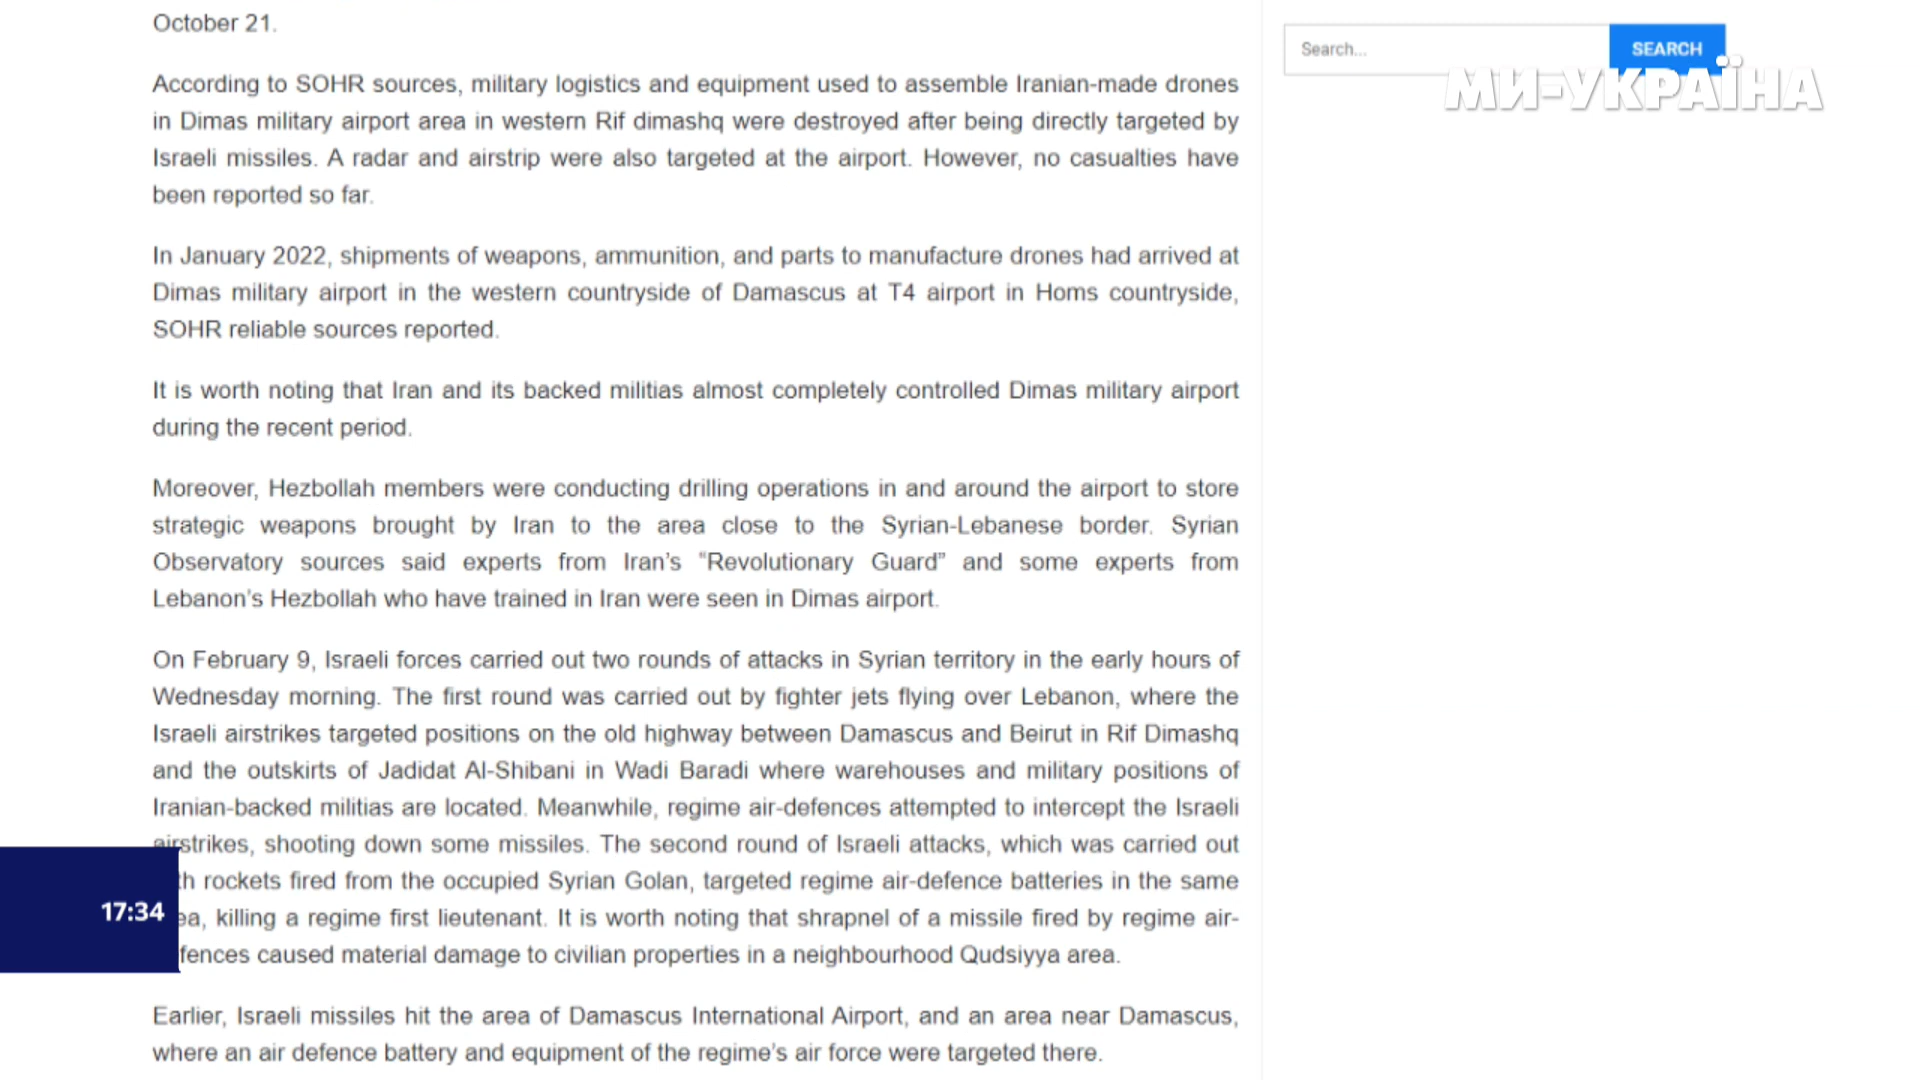 October 21.
According to SOHR sources, military logistics and equipment used to assemble Iranian-made drones
in Dimas military airport area in western Rif dimashq were destroyed after being directly targeted by
Israeli missiles. A radar and airstrip were also targeted at the airport. However, no casualties have
been reported so far.
In January 2022, shipments of weapons, ammunition, and parts to manufacture drones had arrived at
Dimas military airport in the western countryside of Damascus at T4 airport in Homs countryside,
SOHR reliable sources reported.
It is worth noting that Iran and its backed militias almost completely controlled Dimas military airport
during the recent period.
Moreover, Hezbollah members were conducting drilling operations in and around the airport to store
strategic weapons brought by Iran to the area close to the Syrian-Lebanese border. Syrian
Observatory sources said experts from Iran’s “Revolutionary Guard” and some experts from
Lebanon’s Hezbollah who have trained in Iran were seen in Dimas airport.
On February 9, Israeli forces carried out two rounds of attacks in Syrian territory in the early hours of
Wednesday morning. The first round was carried out by fighter jets flying over Lebanon, where the
Israeli airstrikes targeted positions on the old highway between Damascus and Beirut in Rif Dimashq
and the outskirts of Jadidat Al-Shibani in Wadi Baradi where warehouses and military positions of
Iranian-backed militias are located. Meanwhile, regime air-defences attempted to intercept the Israeli
airstrikes, shooting down some missiles. The second round of Israeli attacks, which was carried out
rockets fired from the occupied Syrian Golan, targeted regime air-defence batteries in the same
killing a regime first lieutenant. It is worth noting that shrapnel of a missile fired by regime air-
fences caused material damage to civilian properties in a neighbourhood Qudsiyya area.
Earlier, Israeli missiles hit the area of Damascus International Airport, and an area near Damascus,
where an air defence battery and equipment of the regime’s air force were targeted there.
Search...
SEARCH
МИ-УКРАЇНА
17:34